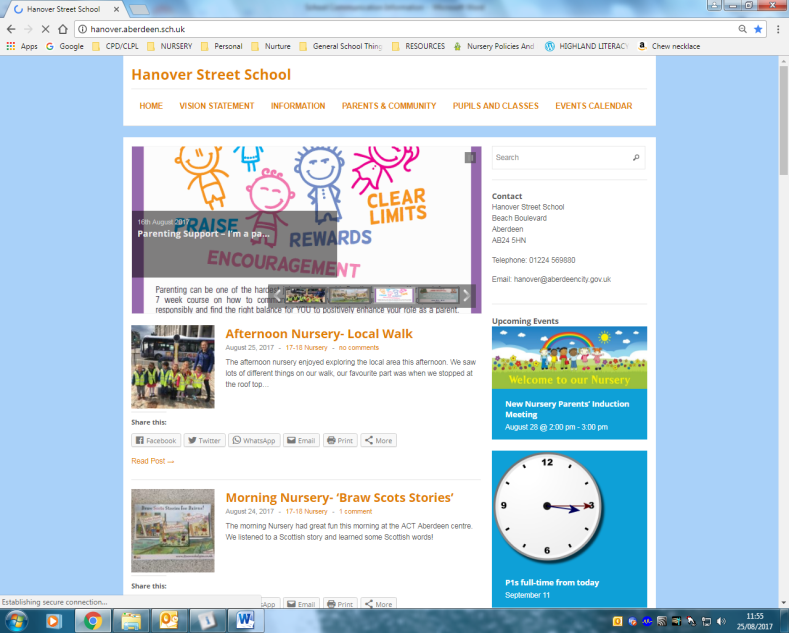 Hanover Street School
School Communication Information - Microsoft Word
hanover.aberdeen.sch.uk
Apps Google CPD/CLPL NURSERY Personal Nurture General School Thing RESOURCES Nursery Policies And HIGHLAND LITERAC Chew necklace
Hanover Street School
HOME VISION STATEMENT INFORMATION PARENTS & COMMUNITY PUPILS AND CLASSES EVENTS CALENDAR
PRAISE
CLEAR
LIMITS
REWARDS
ENCOURAGEMENT
16th August 2017
Parenting Support – I'm a pa...
Parenting can be one of the hardest
7 week course on how to
responsibly and find the right balance for YOU to positively enhance your role as a parent.
Afternoon Nursery- Local Walk
August 25, 2017 - 17-18 Nursery - no comments
The afternoon nursery enjoyed exploring the local area this afternoon. We saw
lots of different things on our walk, our favourite part was when we stopped at
the roof top…
Share this:
Facebook Twitter WhatsApp Email Print More
Read Post →
Morning Nursery- ‘Braw Scots Stories’
August 24, 2017 - 17-18 Nursery - 1 comment
The morning Nursery had great fun this morning at the ACT Aberdeen centre.
We listened to a Scottish story and learned some Scottish words!
Braw Scots Stories for Bairns!
Share this:
sApp Email Print More
Search
Contact
Hanover Street School
Beach Boulevard
Aberdeen
AB24 5HN
Telephone: 01224 569880
Email: hanover@aberdeencity.gov.uk
Upcoming Events
Welcome to our Nursery
New Nursery Parents' Induction
Meeting
August 28 @ 2:00 pm - 3:00 pm
12
9
3
6
P1s full-time from today
September 11
Establishing secure connection...
11:55
25/08/2017